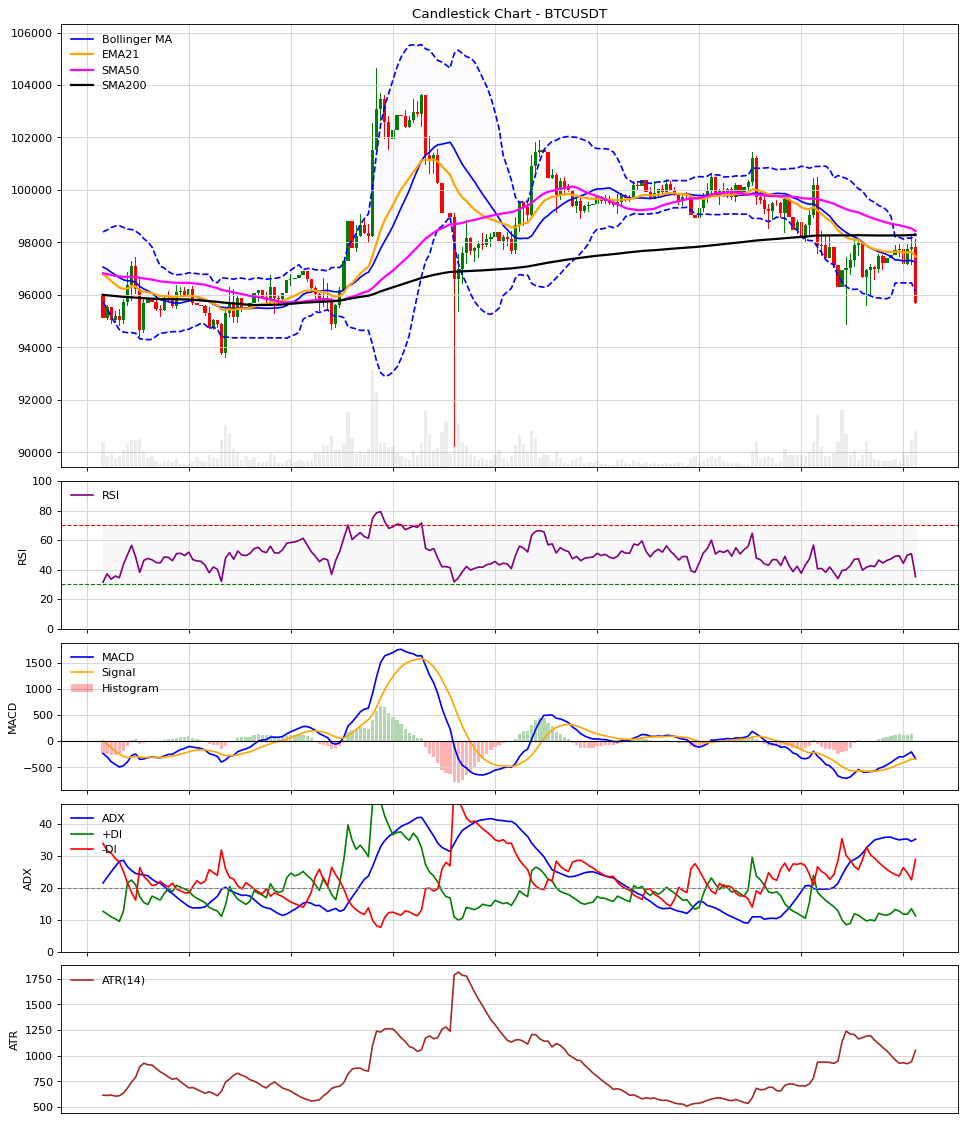 Candlestick Chart - BTCUSDT
106000
104000
102000
100000
98000
96000
94000
92000
90000
Bollinger MA
EMA21
SMA50
SMA200
100
80
60
40
20
0
RSI
RSI
1500
1000
500
0
−500
MACD
MACD
Signal
Histogram
40
30
20
10
0
ADX
ADX
+DI
-DI
1750
1500
1250
1000
750
500
ATR
ATR(14)